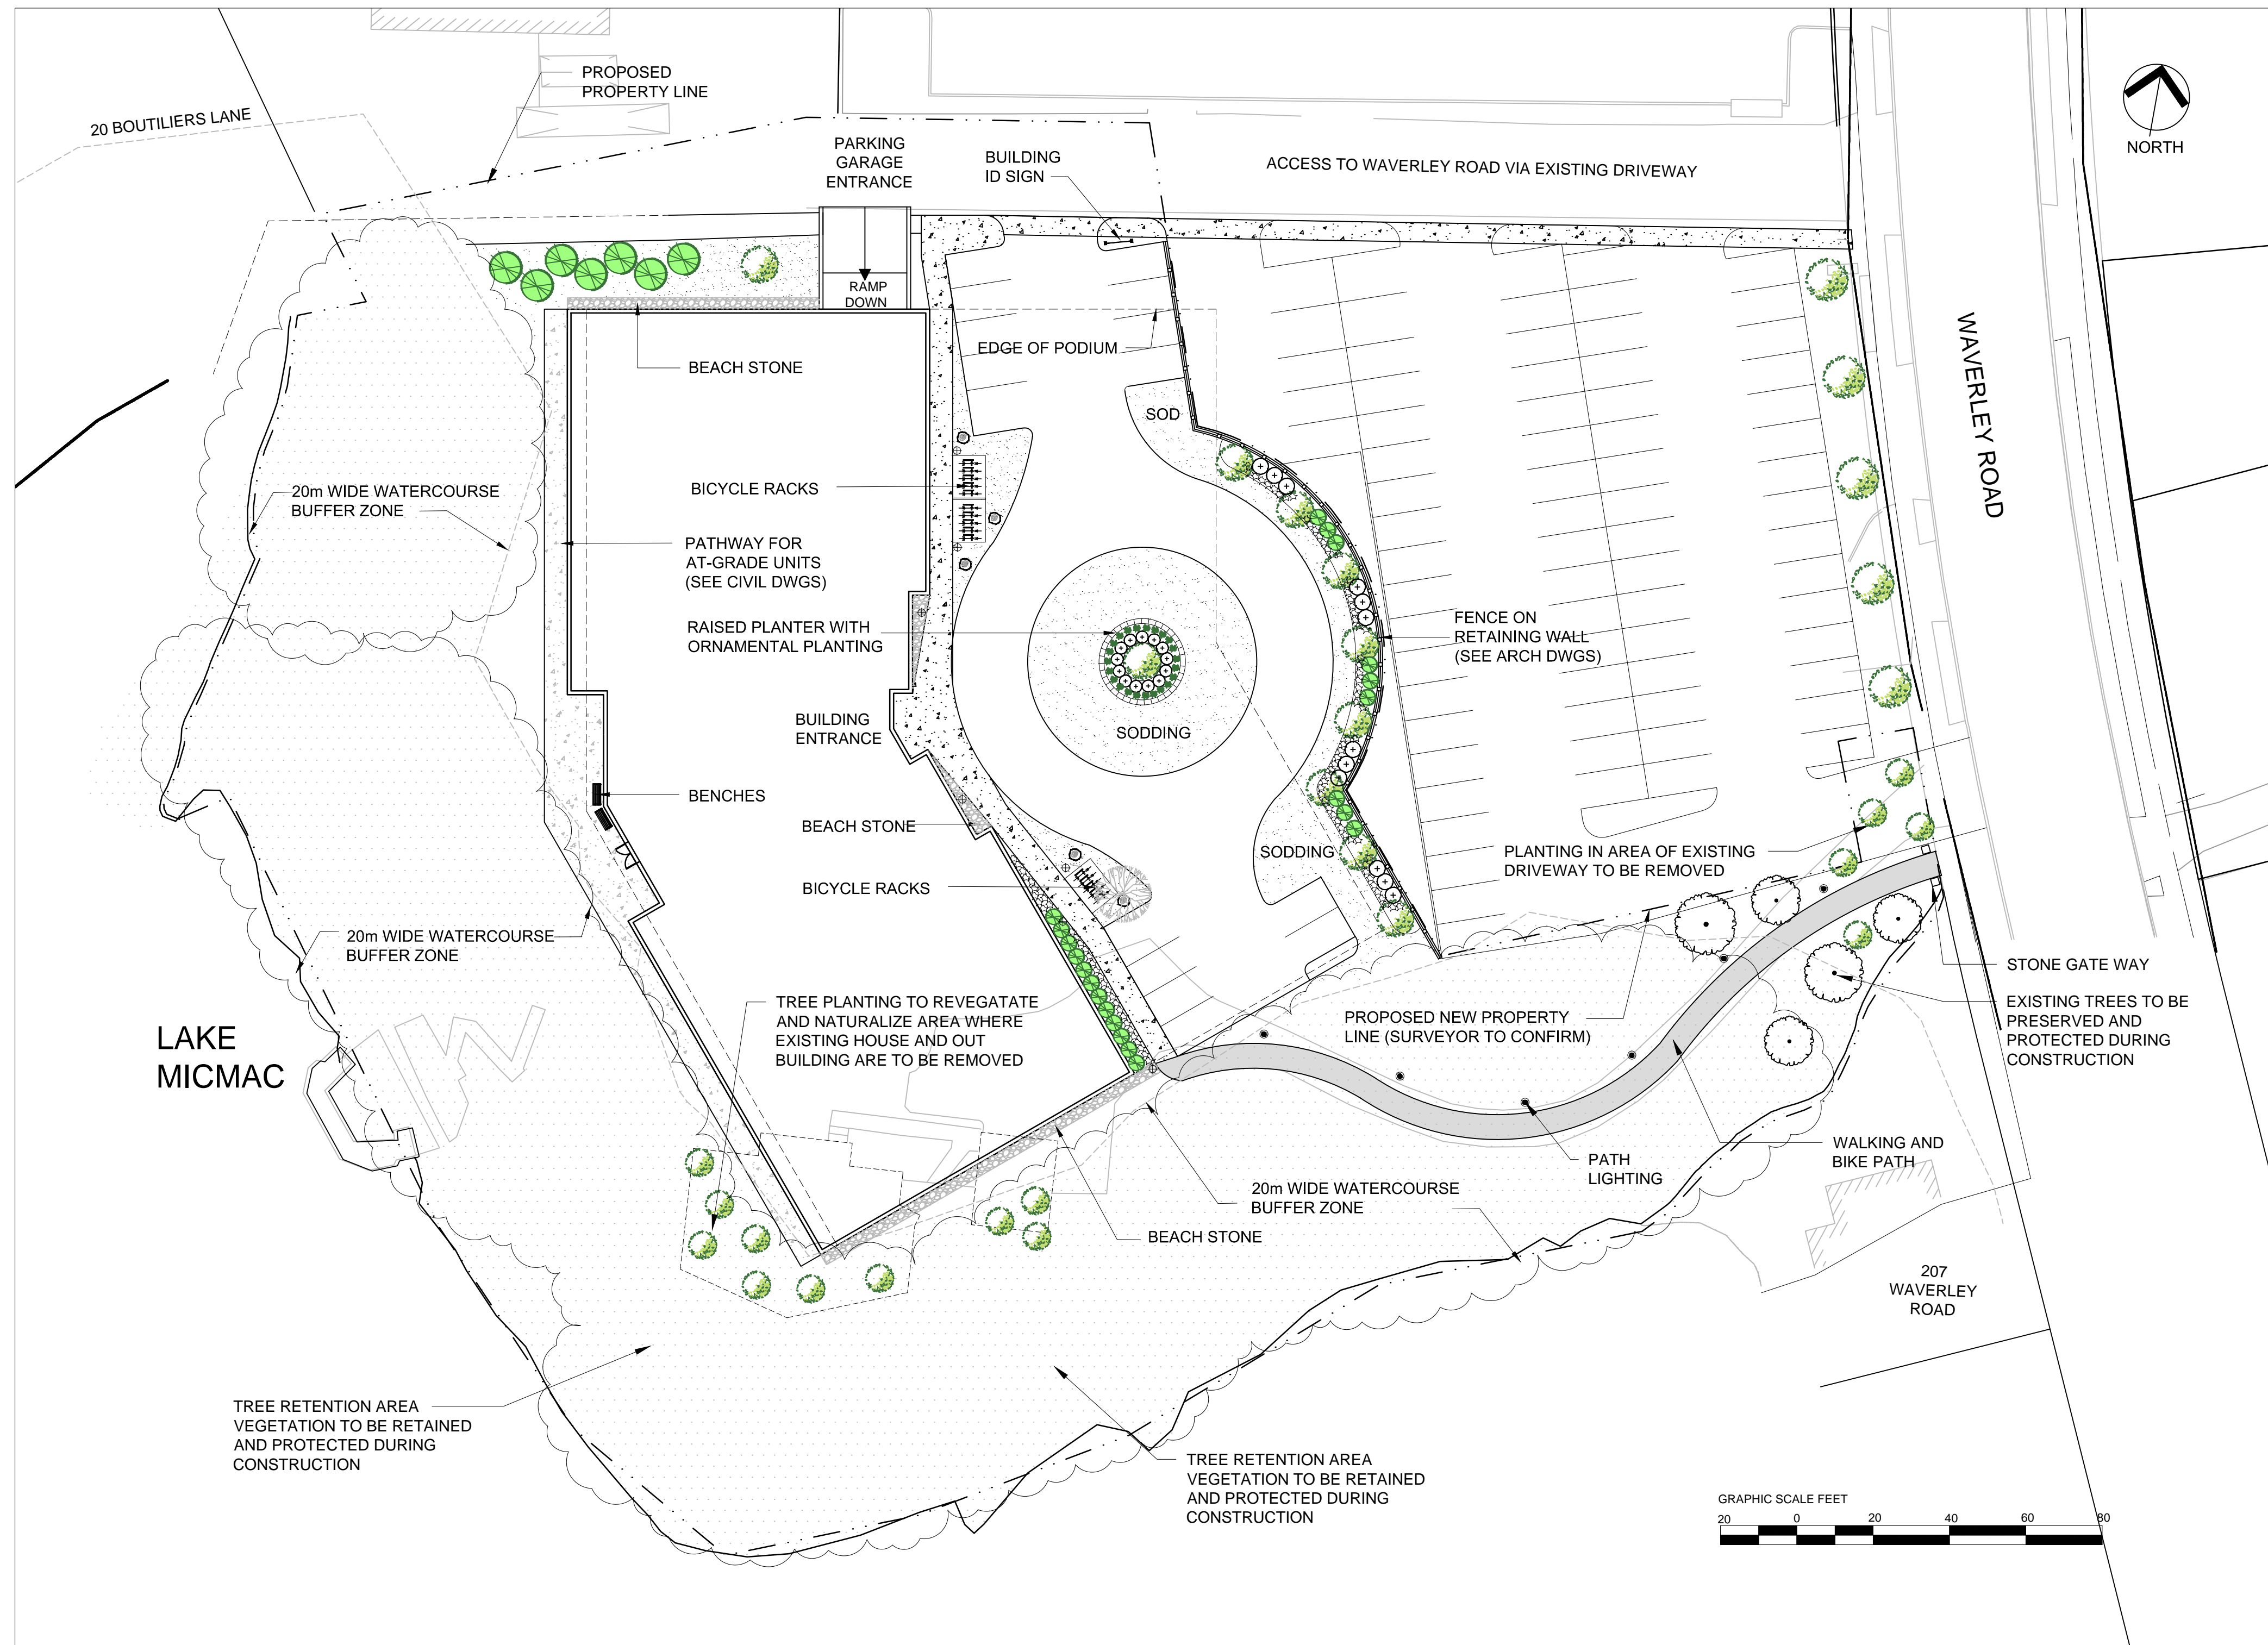 PROPOSED
PROPERTY LINE
20 BOUTILIERS LANE
PARKING
GARAGE
ENTRANCE
BUILDING
ID SIGN
ACCESS TO WAVERLEY ROAD VIA EXISTING DRIVEWAY
NORTH
RAMP
DOWN
EDGE OF PODIUM
BEACH STONE
SOD
WAVERLEY ROAD
20m WIDE WATERCOURSE
BUFFER ZONE
BICYCLE RACKS
PATHWAY FOR
AT-GRADE UNITS
(SEE CIVIL DWGS)
RAISED PLANTER WITH
ORNAMENTAL PLANTING
FENCE ON
RETAINING WALL
(SEE ARCH DWGS)
BUILDING
ENTRANCE
SODDING
BENCHES
BEACH STONE
SODDING
PLANTING IN AREA OF EXISTING
DRIVEWAY TO BE REMOVED
BICYCLE RACKS
20m WIDE WATERCOURSE
BUFFER ZONE
STONE GATE WAY
TREE PLANTING TO REVEGATATE
AND NATURALIZE AREA WHERE
EXISTING HOUSE AND OUT
BUILDING ARE TO BE REMOVED
PROPOSED NEW PROPERTY
LINE (SURVEYOR TO CONFIRM)
EXISTING TREES TO BE
PRESERVED AND
PROTECTED DURING
CONSTRUCTION
LAKE
MICMAC
WALKING AND
BIKE PATH
PATH
LIGHTING
20m WIDE WATERCOURSE
BUFFER ZONE
BEACH STONE
207
WAVERLEY
ROAD
TREE RETENTION AREA
VEGETATION TO BE RETAINED
AND PROTECTED DURING
CONSTRUCTION
TREE RETENTION AREA
VEGETATION TO BE RETAINED
AND PROTECTED DURING
CONSTRUCTION
GRAPHIC SCALE FEET
20 0 20 40 60 80